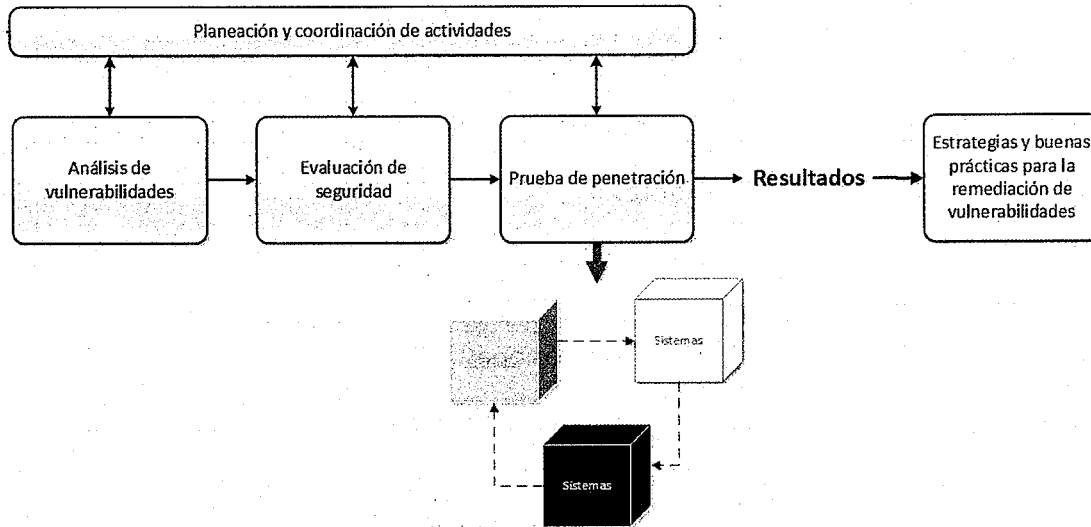 Planeación y coordinación de actividades
Análisis de
vulnerabilidades
Evaluación de
seguridad
Prueba de penetración
Resultados
Estrategias y buenas
prácticas para la
remediación de
vulnerabilidades
Sistemas
Sistemas